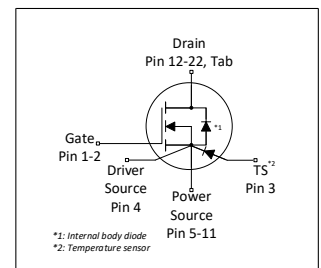 Drain
Pin 12-22, Tab
*1
Gate
Pin 1-2
Driver
Source
Pin 4
Power
Source
Pin 5-11
TS*2
Pin 3
*1: Internal body diode
*2: Temperature sensor